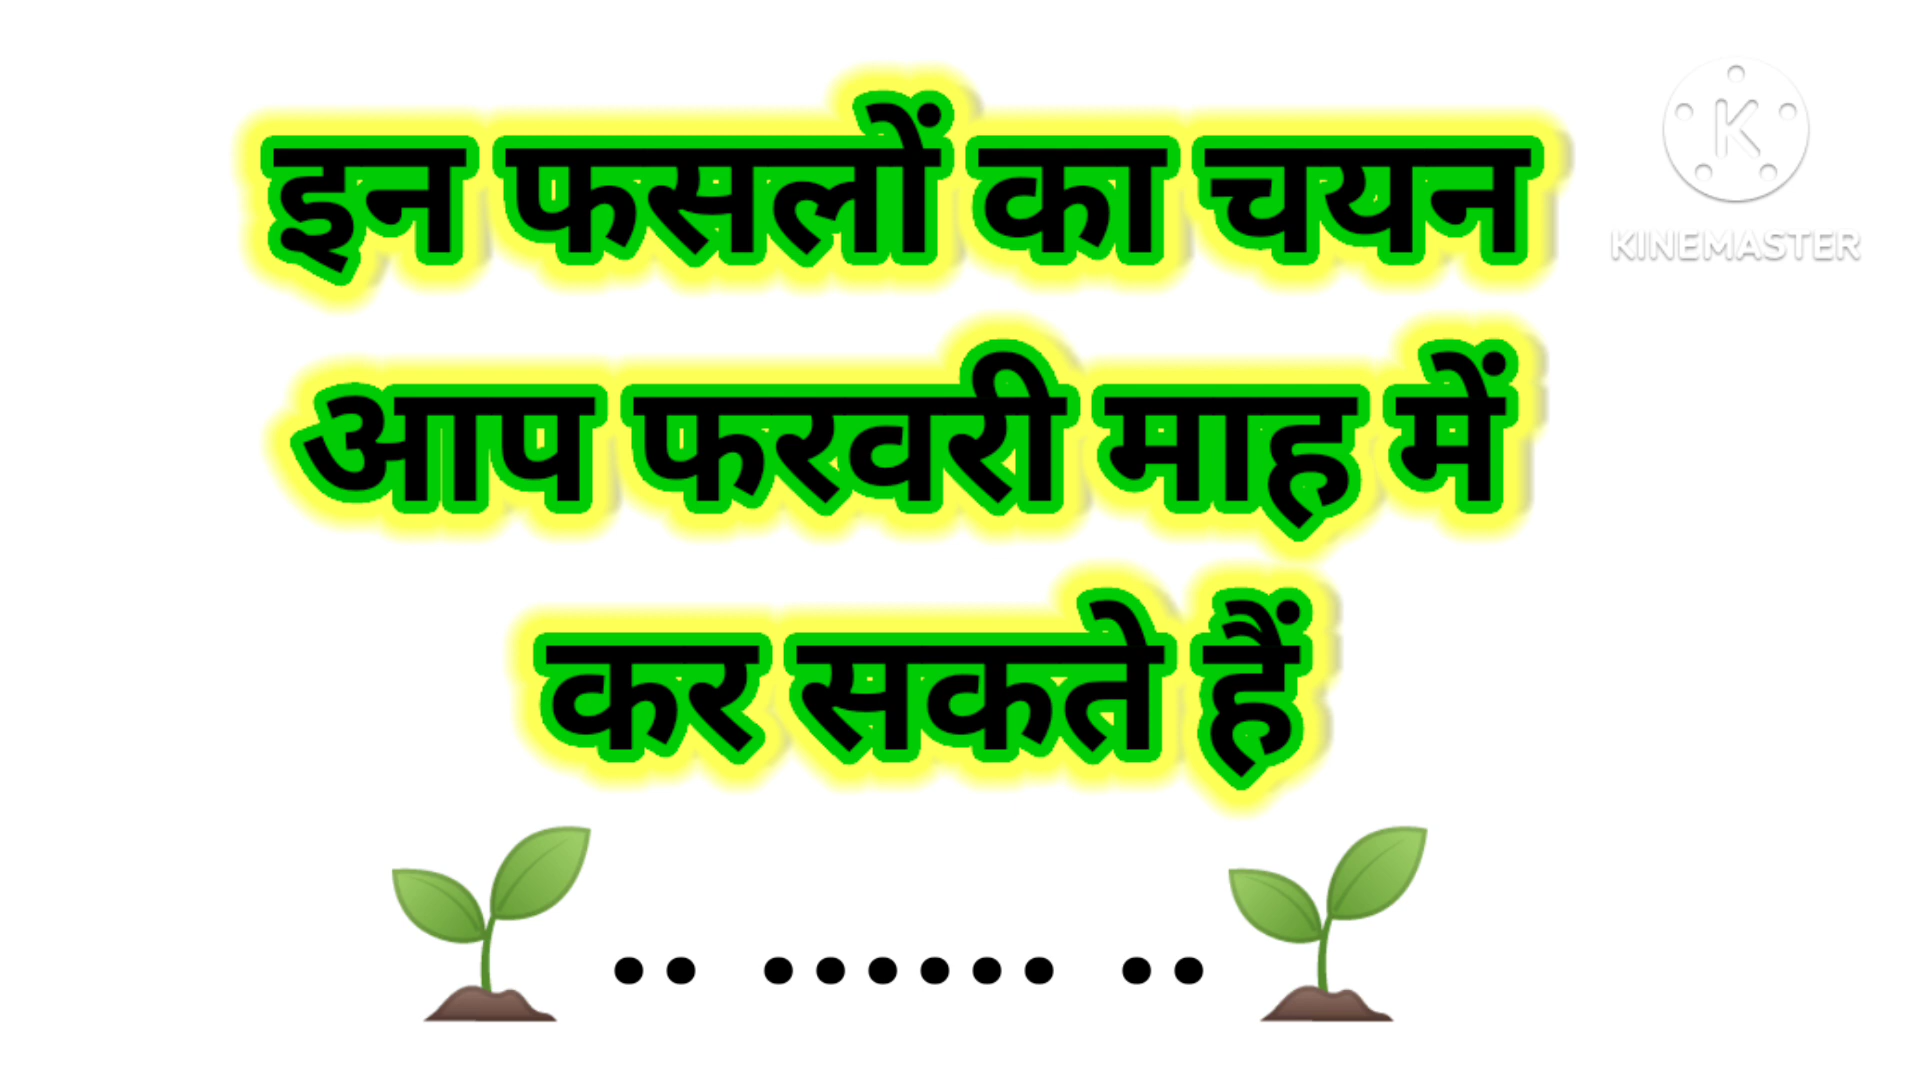 इन फसलों का चयन
आप फरवरी माह में
कर सकते हैं
.. ...... ..
K
KINEMASTER